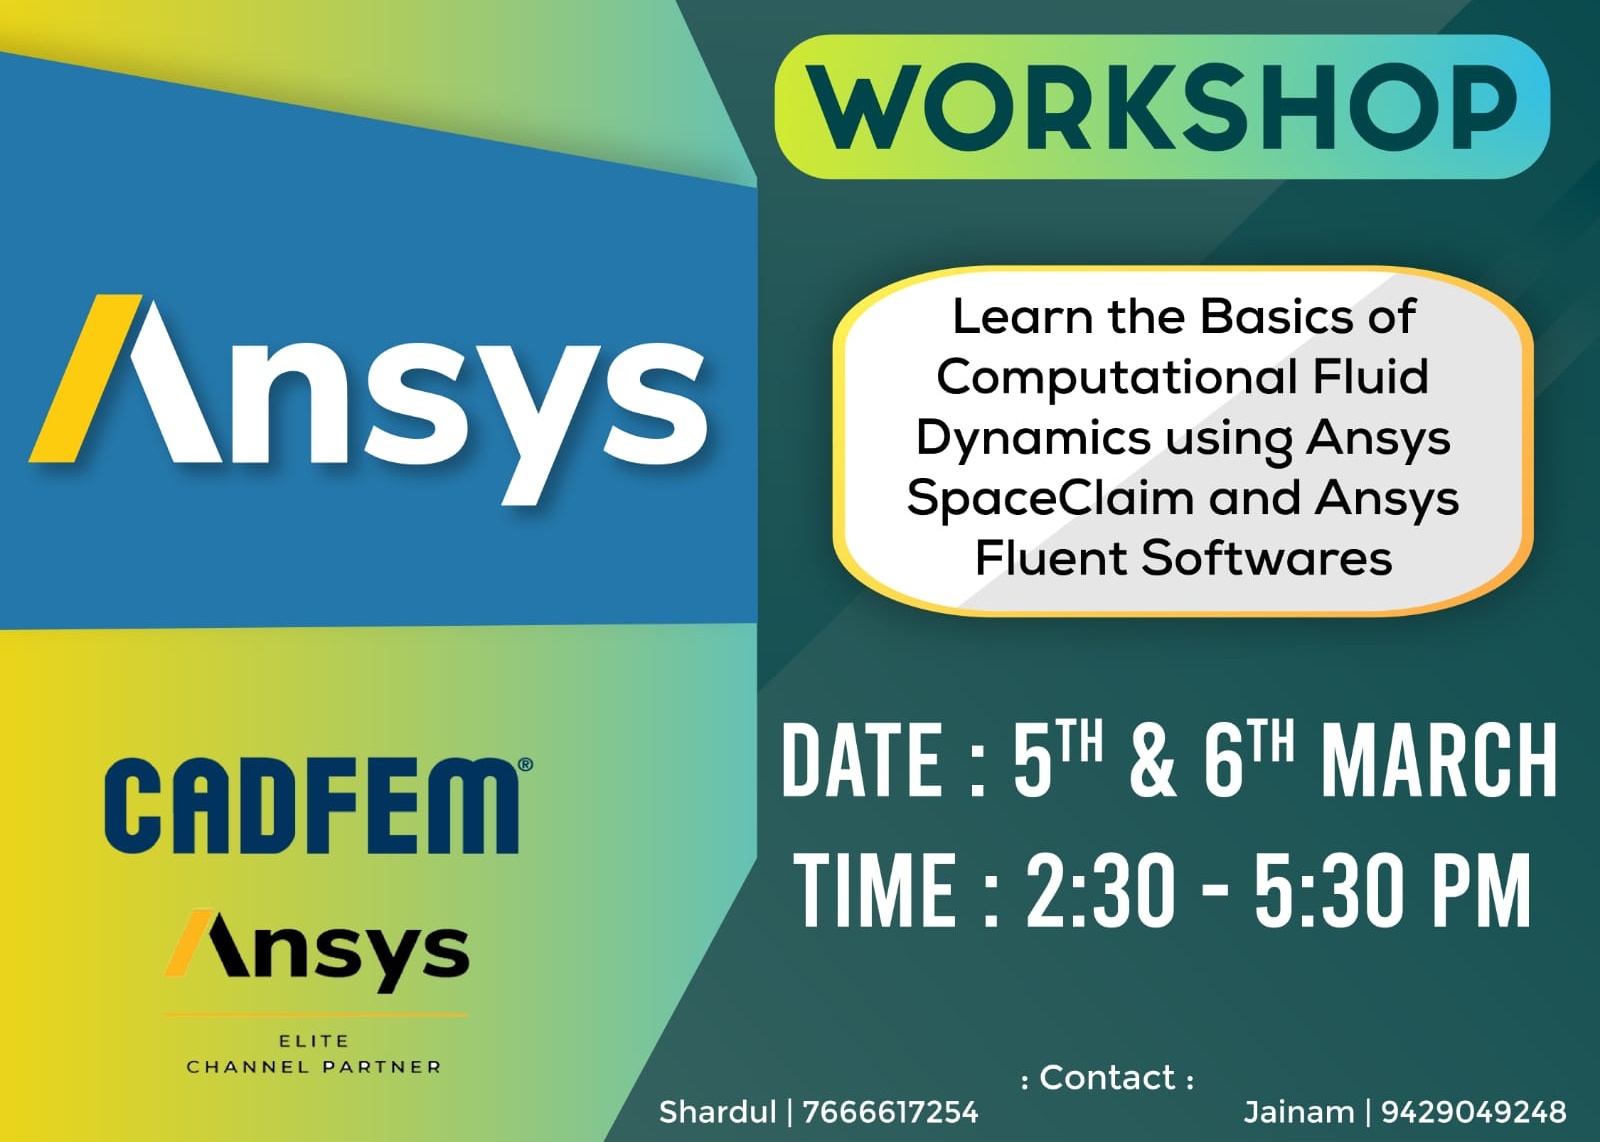 WORKSHOP
Ansys
Learn the Basics of
Computational Fluid
Dynamics using Ansys
SpaceClaim and Ansys
Fluent Softwares
DATE : 5TH & 6TH MARCH
TIME : 2:30 - 5:30 PM
CADFEM®
Ansys
ELITE
CHANNEL PARTNER
: Contact :
Shardul | 7666617254
Jainam | 9429049248